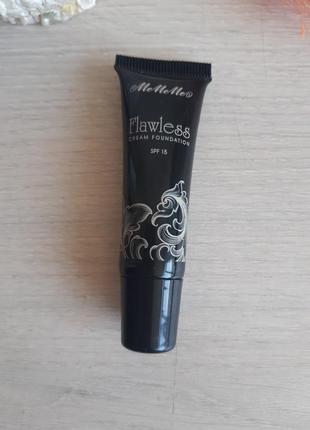 MeMeMe
Flawless
CREAM FOUNDATION
SPF 15